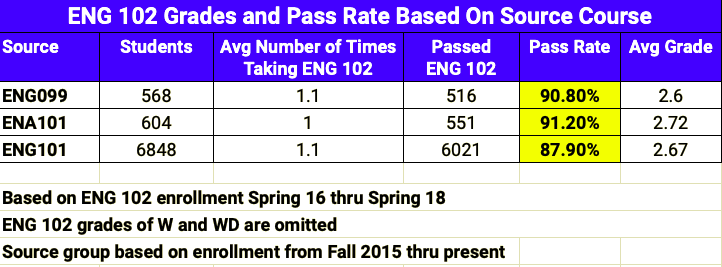 ENG 102 Grades and Pass Rate Based On Source Course
Source Students Avg Number of Times Taking ENG 102 Passed ENG 102 Pass Rate Avg Grade
ENG099 568 1.1 516 90.80% 2.6
ENA101 604 1 551 91.20% 2.72
ENG101 6848 1.1 6021 87.90% 2.67
Based on ENG 102 enrollment Spring 16 thru Spring 18
ENG 102 grades of W and WD are omitted
Source group based on enrollment from Fall 2015 thru present